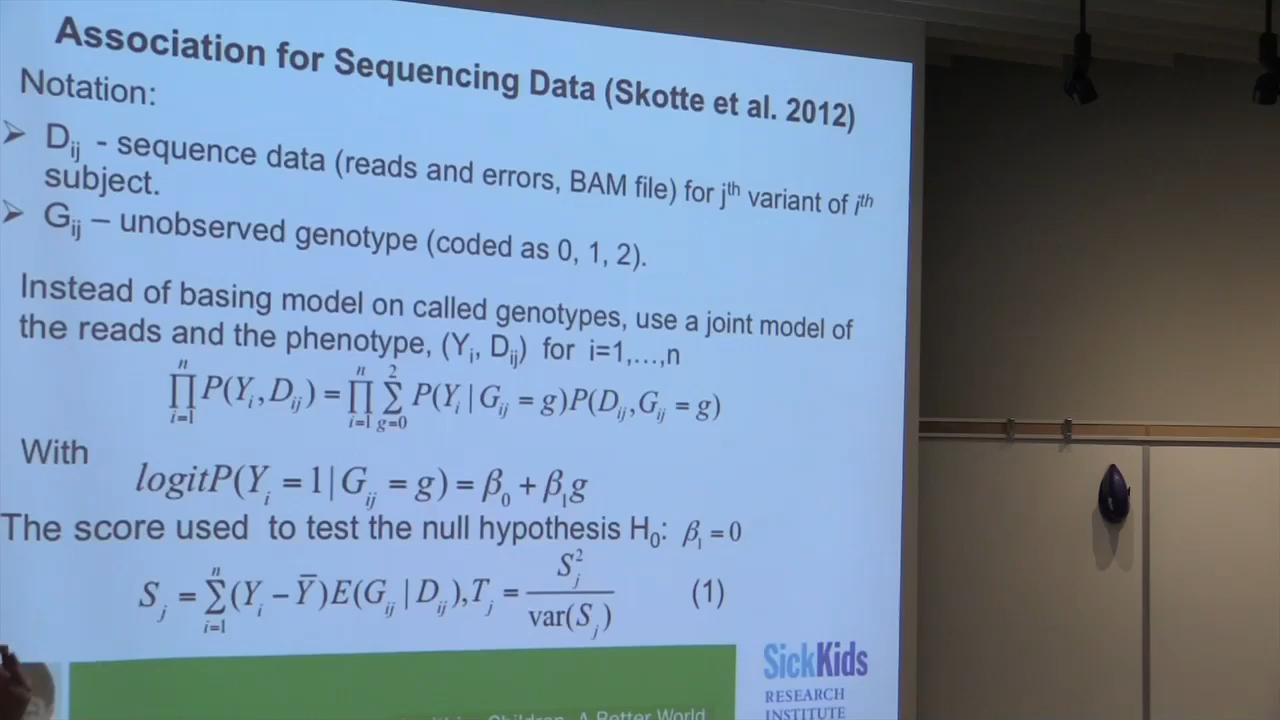 Association for Sequencing Data (Skotte et al. 2012)
Notation:
➢ D_ij - sequence data (reads and errors, BAM file) for j^th variant of i^th
subject.
➢ G_ij – unobserved genotype (coded as 0, 1, 2).
Instead of basing model on called genotypes, use a joint model of
the reads and the phenotype, (Y_i, D_ij) for i=1,…,n
∏_{i=1}^{n} P(Y_i, D_ij) = ∏_{i=1}^{n} ∑_{g=0}^{2} P(Y_i | G_ij = g)P(D_ij, G_ij = g)
With
logitP(Y_i = 1 | G_ij = g) = β_0 + β_1g
The score used to test the null hypothesis H_0: β_1 = 0
S_j = ∑_{i=1}^{n} (Y_i − Ȳ)E(G_ij | D_ij), T_j = S_j^2 / var(S_j) (1)
SickKids
RESEARCH
INSTITUTE
Children, A Better World